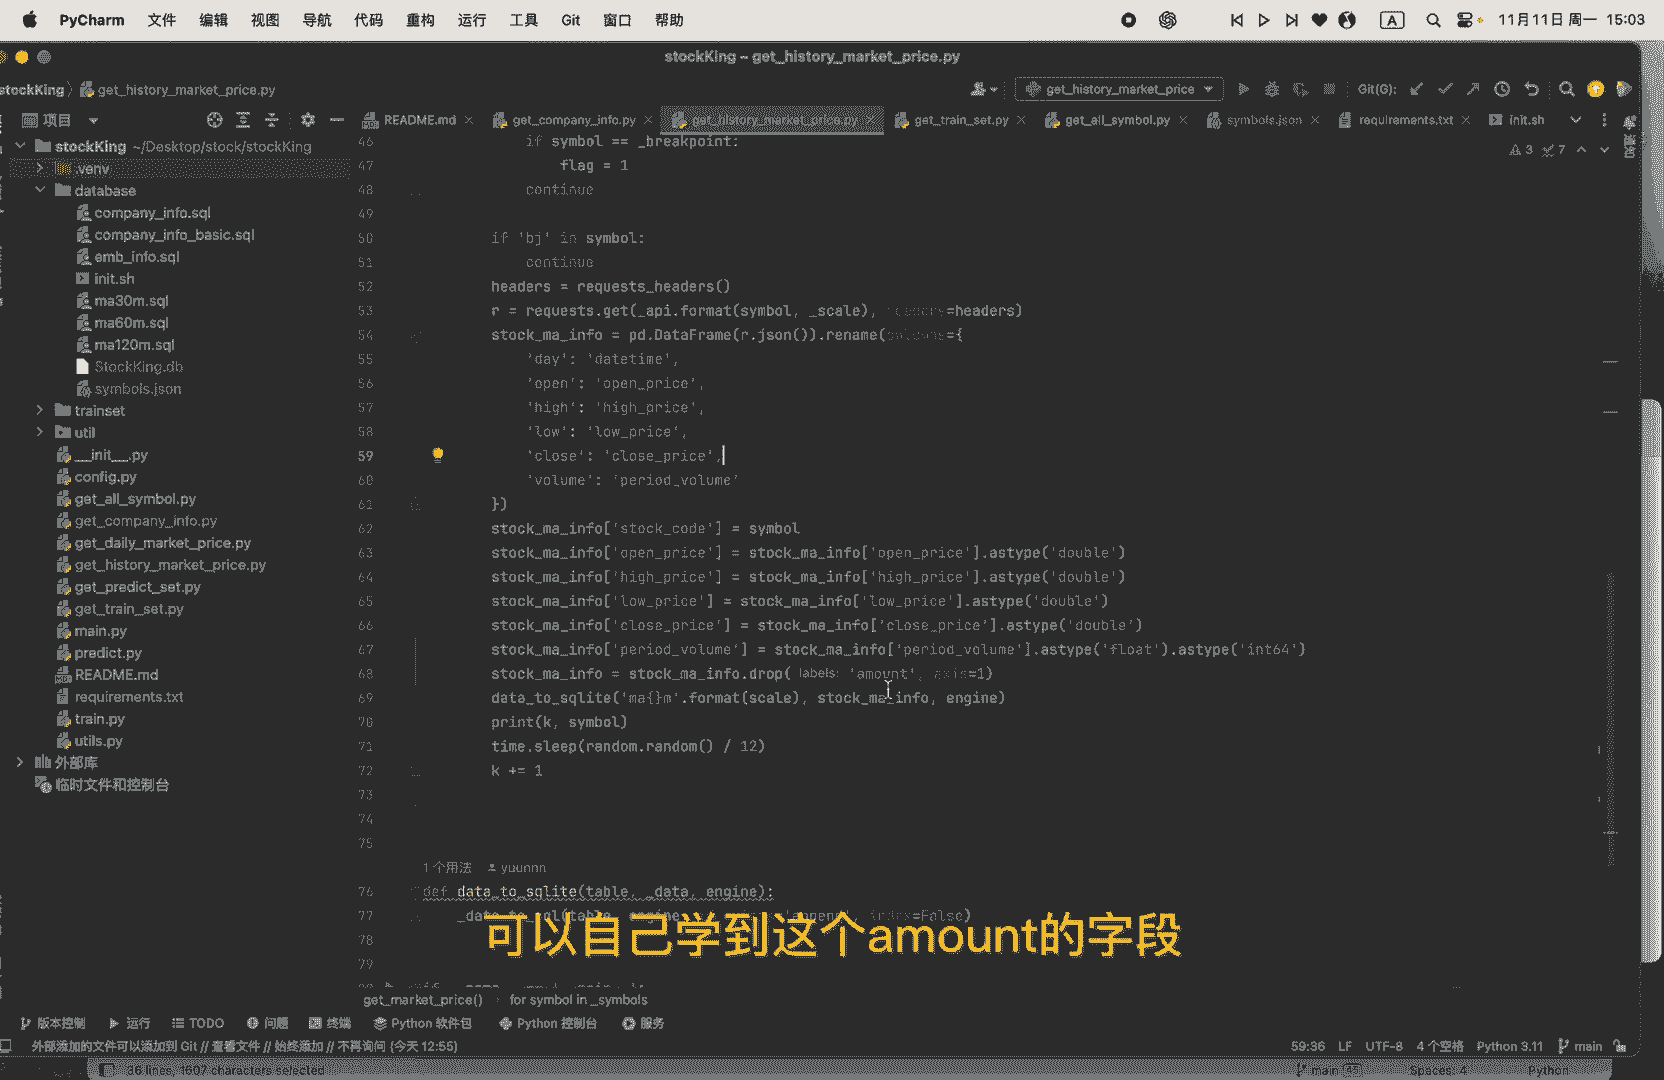 PyCharm 文件 编辑 视图 导航 代码 重构 运行 工具 Git 窗口 帮助 A 11月11日 周一 15:03
stockKing – get_history_market_price.py
stockKing 〉 get_history_market_price.py
get_history_market_price Git(G):
项目
README.md get_company_info.py get_history_market_price.py get_train_set.py get_all_symbol.py symbols.json requirements.txt init.sh
3 7
通知
stockKing ~/Desktop/stock/stockKing
.venv
database
company_info.sql
company_info_basic.sql
emb_info.sql
init.sh
ma30m.sql
ma60m.sql
ma120m.sql
StockKing.db
symbols.json
trainset
util
__init__.py
config.py
get_all_symbol.py
get_company_info.py
get_daily_market_price.py
get_history_market_price.py
get_predict_set.py
get_train_set.py
main.py
predict.py
README.md
requirements.txt
train.py
utils.py
外部库
临时文件和控制台
46 if symbol == _breakpoint:
47 flag = 1
48 continue
49
50 if 'bj' in symbol:
51 continue
52 headers = requests_headers()
53 r = requests.get(_api.format(symbol, _scale), headers=headers)
54 stock_ma_info = pd.DataFrame(r.json()).rename(columns={
55 'day': 'datetime',
56 'open': 'open_price',
57 'high': 'high_price',
58 'low': 'low_price',
59 'close': 'close_price',
60 'volume': 'period_volume'
61 })
62 stock_ma_info['stock_code'] = symbol
63 stock_ma_info['open_price'] = stock_ma_info['open_price'].astype('double')
64 stock_ma_info['high_price'] = stock_ma_info['high_price'].astype('double')
65 stock_ma_info['low_price'] = stock_ma_info['low_price'].astype('double')
66 stock_ma_info['close_price'] = stock_ma_info['close_price'].astype('double')
67 stock_ma_info['period_volume'] = stock_ma_info['period_volume'].astype('float').astype('int64')
68 stock_ma_info = stock_ma_info.drop( labels: 'amount', axis=1)
69 data_to_sqlite('ma{}m'.format(scale), stock_ma_info, engine)
70 print(k, symbol)
71 time.sleep(random.random() / 12)
72 k += 1
73
74
75
1 个用法 yuunnn
76 def data_to_sqlite(table, _data, engine):
77 'append', index=False)
78
79
可以自己学到这个amount的字段
get_market_price() 〉 for symbol in _symbols
版本控制 运行 TODO 问题 终端 Python 软件包 Python 控制台 服务
外部添加的文件可以添加到 Git // 查看文件 // 始终添加 // 不再询问 (今天 12:55) 59:36 LF UTF-8 4 个空格 Python 3.11 main
36 lines, 1607 characters selected main Spaces: 4 Python